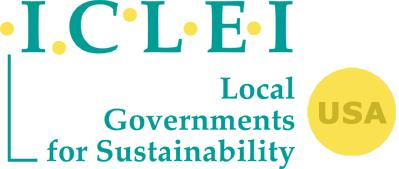 I.C.L.E.I
Local
Governments
for Sustainability
USA